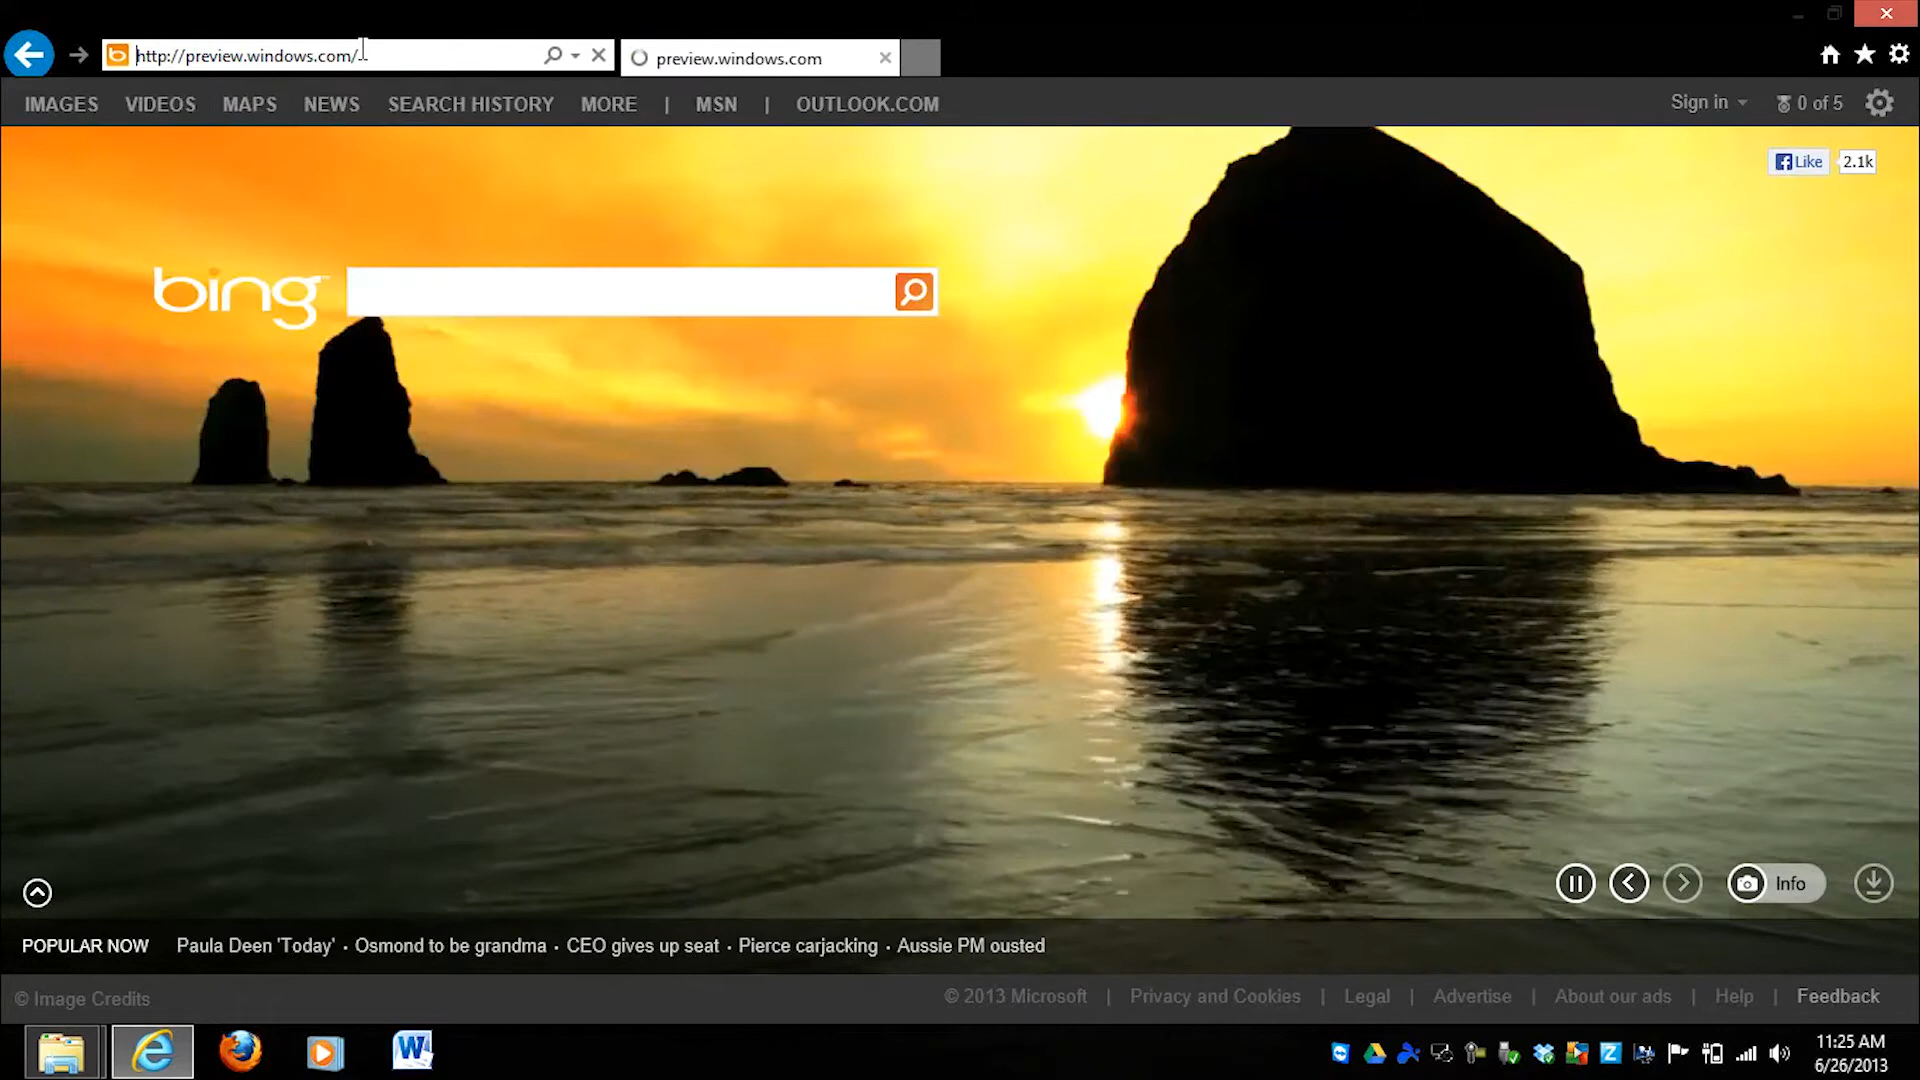 http://preview.windows.com/
preview.windows.com
IMAGES VIDEOS MAPS NEWS SEARCH HISTORY MORE | MSN | OUTLOOK.COM
Sign in 0 of 5
Like 2.1k
bing
Info
POPULAR NOW Paula Deen 'Today' · Osmond to be grandma · CEO gives up seat · Pierce carjacking · Aussie PM ousted
© Image Credits
© 2013 Microsoft | Privacy and Cookies | Legal | Advertise | About our ads | Help | Feedback
11:25 AM
6/26/2013